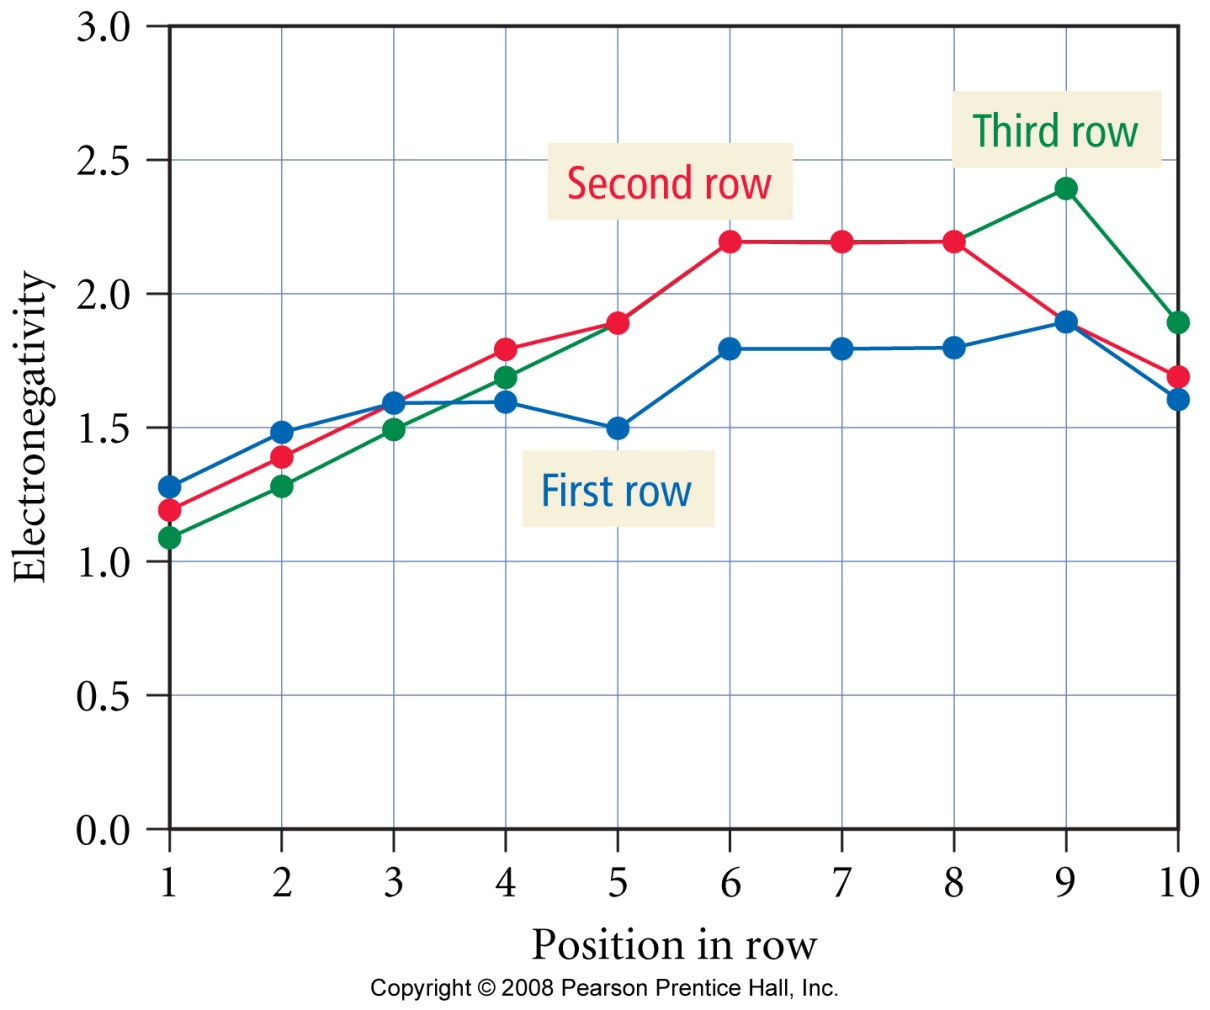 3.0
Third row
2.5
Second row
2.0
1.5
First row
1.0
0.5
0.0
Electronegativity
1 2 3 4 5 6 7 8 9 10
Position in row
Copyright © 2008 Pearson Prentice Hall, Inc.